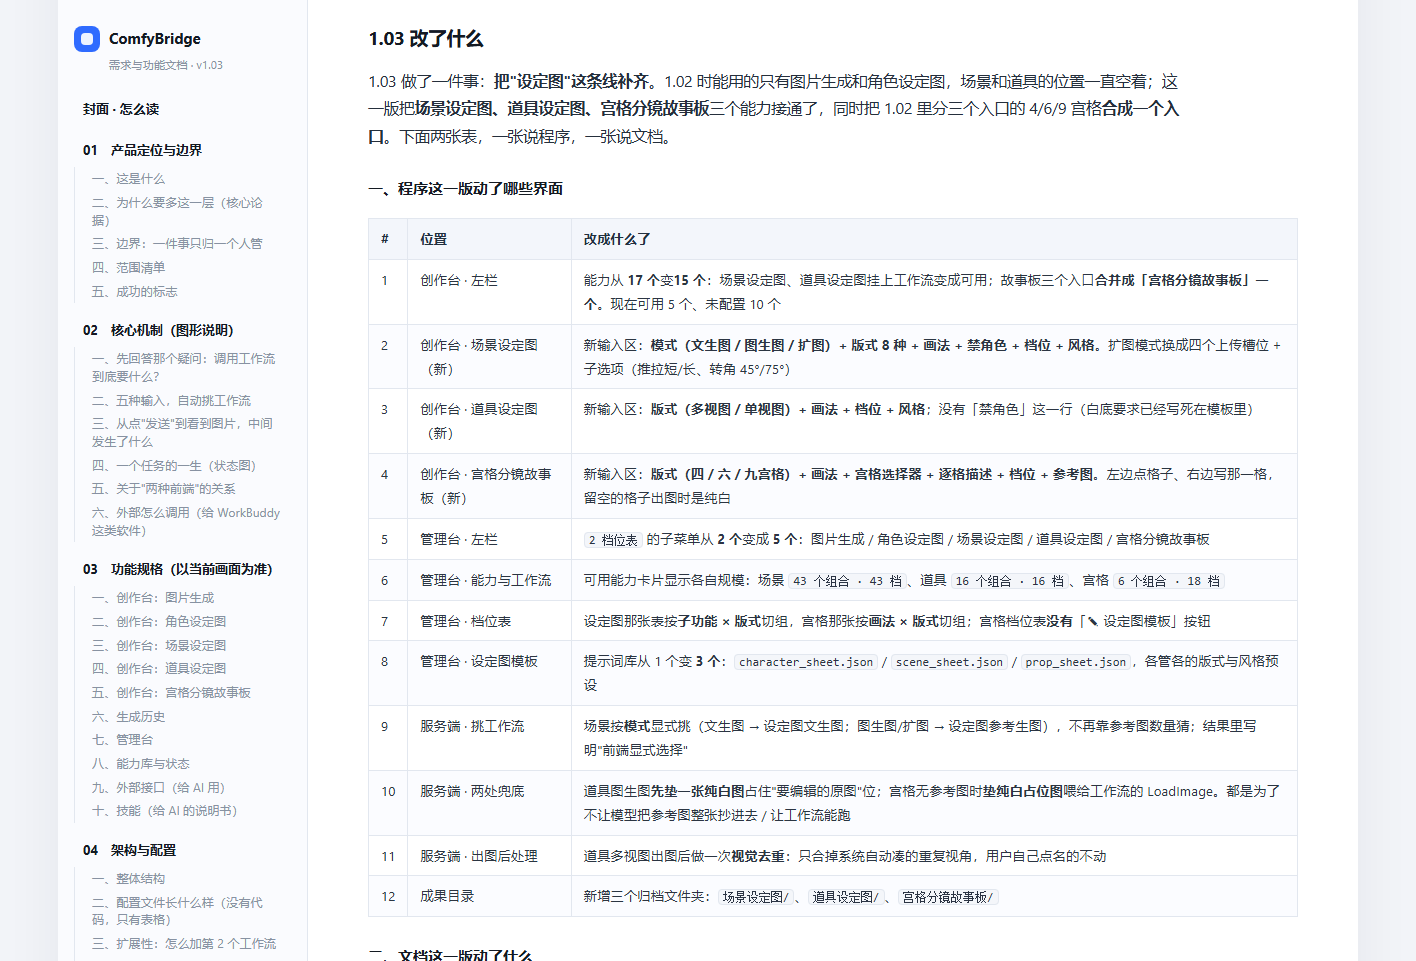 ComfyBridge
需求与功能文档 · v1.03
封面 · 怎么读
01 产品定位与边界
一、这是什么
二、为什么要多这一层（核心论
据）
三、边界：一件事只归一个人管
四、范围清单
五、成功的标志
02 核心机制（图形说明）
一、先回答那个疑问：调用工作流
到底要什么？
二、五种输入，自动挑工作流
三、从点"发送"到看到图片，中间
发生了什么
四、一个任务的一生（状态图）
五、关于"两种前端"的关系
六、外部怎么调用（给 WorkBuddy
这类软件）
03 功能规格（以当前画面为准）
一、创作台：图片生成
二、创作台：角色设定图
三、创作台：场景设定图
四、创作台：道具设定图
五、创作台：宫格分镜故事板
六、生成历史
七、管理台
八、能力库与状态
九、外部接口（给 AI 用）
十、技能（给 AI 的说明书）
04 架构与配置
一、整体结构
二、配置文件长什么样（没有代
码，只有表格）
三、扩展性：怎么加第 2 个工作流
1.03 改了什么
1.03 做了一件事：把"设定图"这条线补齐。1.02 时能用的只有图片生成和角色设定图，场景和道具的位置一直空着；这
一版把场景设定图、道具设定图、宫格分镜故事板三个能力接通了，同时把 1.02 里分三个入口的 4/6/9 宫格合成一个入
口。下面两张表，一张说程序，一张说文档。
一、程序这一版动了哪些界面
# 位置 改成什么了
1 创作台 · 左栏 能力从 17 个变15 个：场景设定图、道具设定图挂上工作流变成可用；故事板三个入口合并成「宫格分镜故事板」一
个。现在可用 5 个、未配置 10 个
2 创作台 · 场景设定图 新输入区：模式（文生图 / 图生图 / 扩图）+ 版式 8 种 + 画法 + 禁角色 + 档位 + 风格。扩图模式换成四个上传槽位 +
（新） 子选项（推拉短/长、转角 45°/75°）
3 创作台 · 道具设定图 新输入区：版式（多视图 / 单视图）+ 画法 + 档位 + 风格；没有「禁角色」这一行（白底要求已经写死在模板里）
（新）
4 创作台 · 宫格分镜故事 新输入区：版式（四 / 六 / 九宫格）+ 画法 + 宫格选择器 + 逐格描述 + 档位 + 参考图。左边点格子、右边写那一格，
板（新） 留空的格子出图时是纯白
5 管理台 · 左栏 2 档位表 的子菜单从 2 个变成 5 个：图片生成 / 角色设定图 / 场景设定图 / 道具设定图 / 宫格分镜故事板
6 管理台 · 能力与工作流 可用能力卡片显示各自规模：场景 43 个组合 · 43 档、道具 16 个组合 · 16 档、宫格 6 个组合 · 18 档
7 管理台 · 档位表 设定图那张表按子功能 × 版式切组，宫格那张按画法 × 版式切组；宫格档位表没有「✎ 设定图模板」按钮
8 管理台 · 设定图模板 提示词库从 1 个变 3 个：character_sheet.json / scene_sheet.json / prop_sheet.json，各管各的版式与风格预
设
9 服务端 · 挑工作流 场景按模式显式挑（文生图 → 设定图文生图；图生图/扩图 → 设定图参考生图），不再靠参考图数量猜；结果里写
明"前端显式选择"
10 服务端 · 两处兜底 道具图生图先垫一张纯白图占住"要编辑的原图"位；宫格无参考图时垫纯白占位图喂给工作流的 LoadImage。都是为了
不让模型把参考图整张抄进去 / 让工作流能跑
11 服务端 · 出图后处理 道具多视图出图后做一次视觉去重：只合掉系统自动凑的重复视角，用户自己点名的不动
12 成果目录 新增三个归档文件夹：场景设定图/、道具设定图/、宫格分镜故事板/
二、文档这一版动了什么